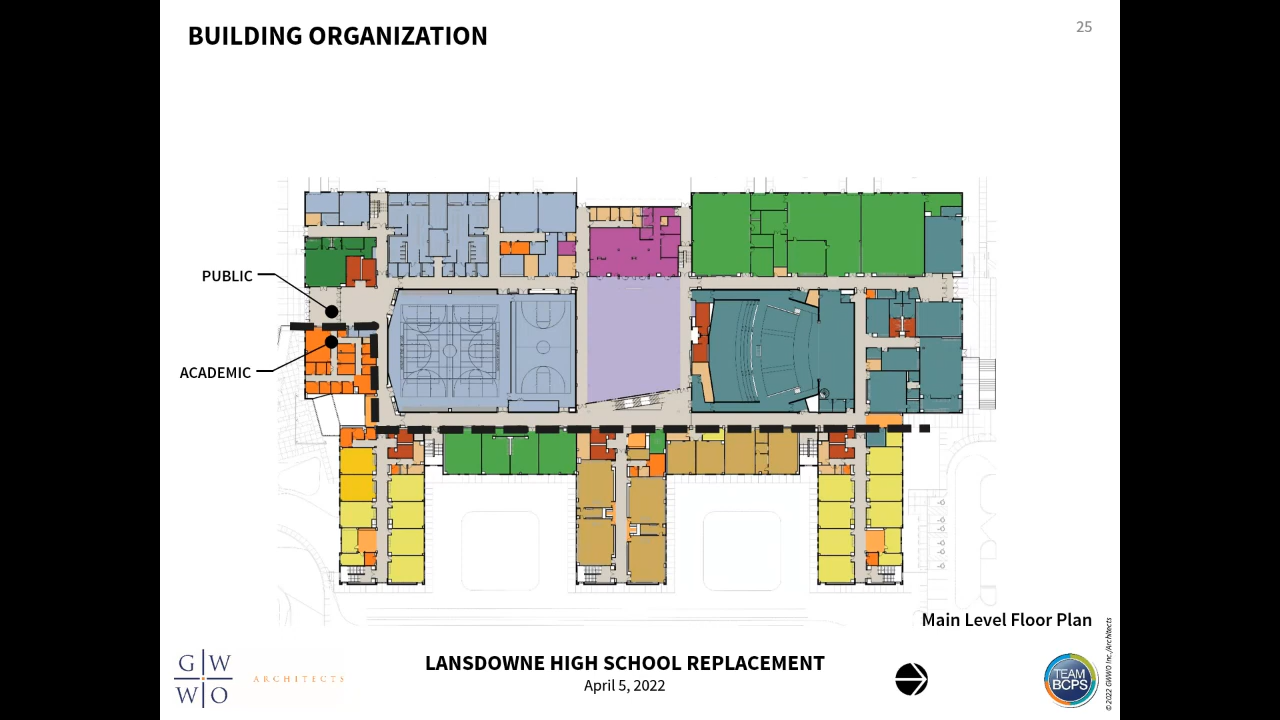 BUILDING ORGANIZATION
25
PUBLIC
ACADEMIC
Main Level Floor Plan
G W
W O
ARCHITECTS
LANSDOWNE HIGH SCHOOL REPLACEMENT
April 5, 2022
TEAM
BCPS
© 2022 GWWO Inc./Architects